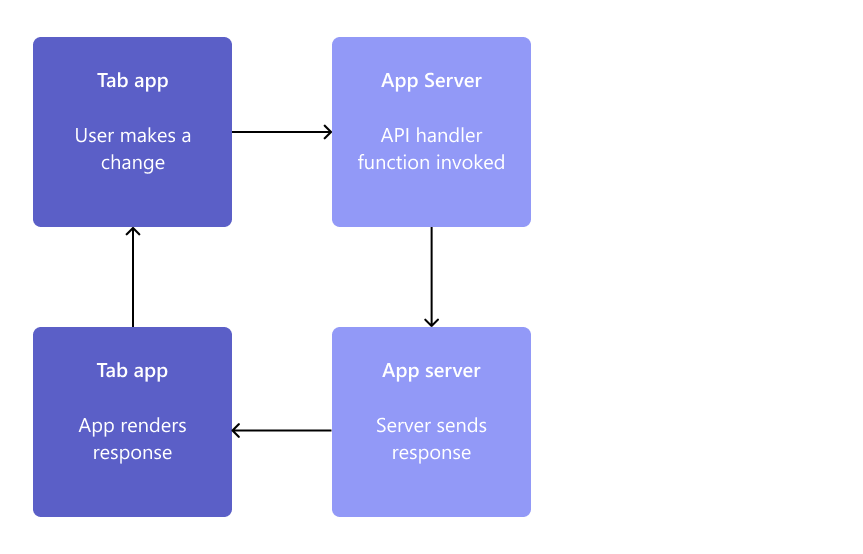 Tab app
User makes a
change
App Server
API handler
function invoked
Tab app
App renders
response
App server
Server sends
response